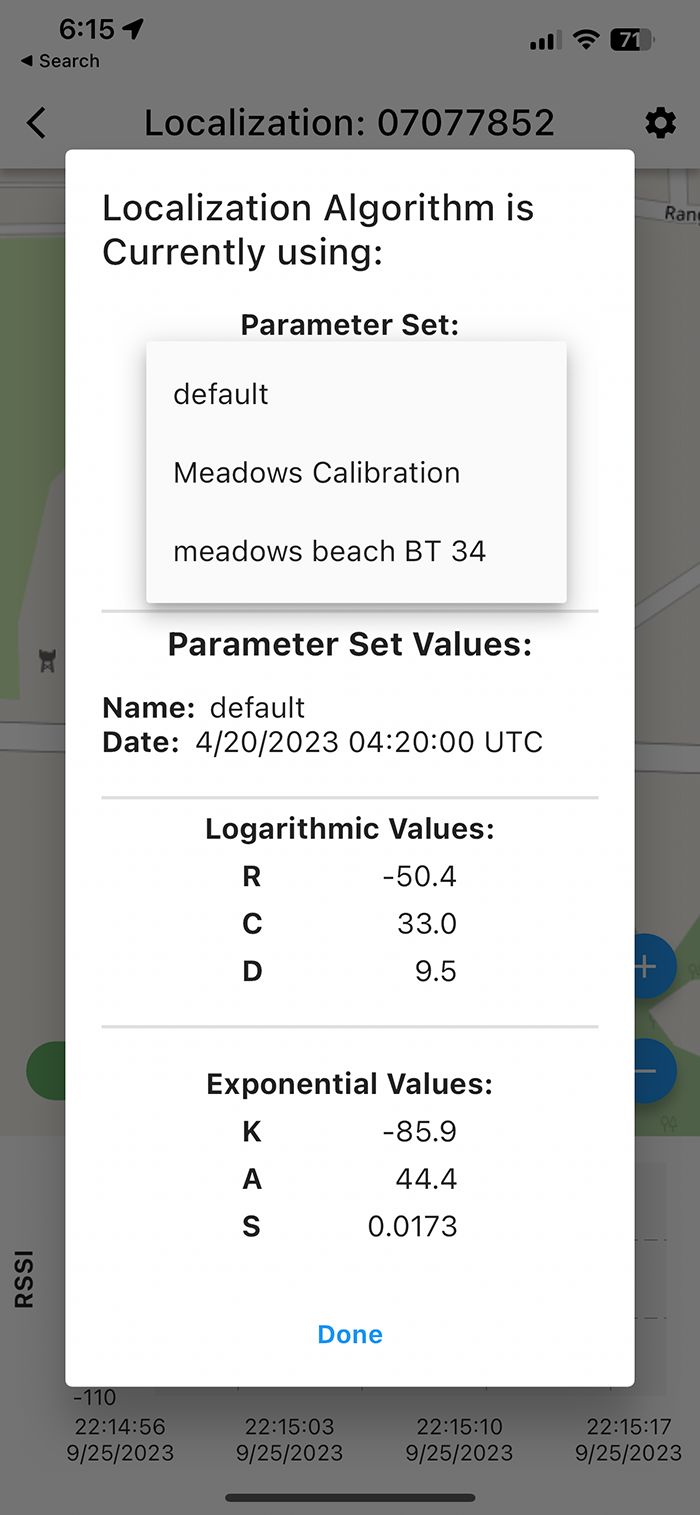 6:15
71
Search
Localization: 07077852
Localization Algorithm is
Currently using:
Parameter Set:
default
Meadows Calibration
meadows beach BT 34
Parameter Set Values:
Name: default
Date: 4/20/2023 04:20:00 UTC
Logarithmic Values:
R -50.4
C 33.0
D 9.5
Exponential Values:
K -85.9
A 44.4
S 0.0173
Done
RSSI
-110
22:14:56 22:15:03 22:15:10 22:15:17
9/25/2023 9/25/2023 9/25/2023 9/25/2023